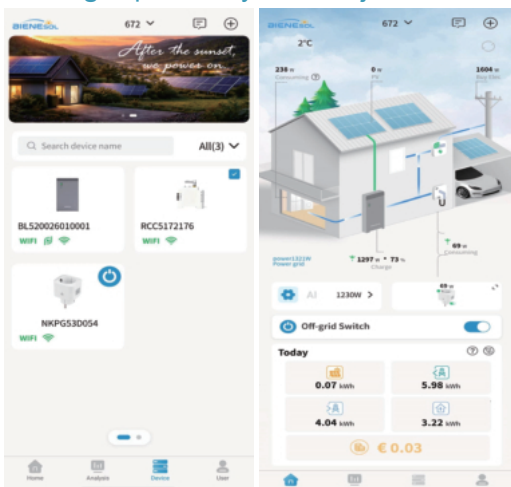 BIENESOL
672
After the sunset,
we power on
Search device name
All(3)
BL520026010001
WIFI
RCC5172176
WIFI
NKPG53D054
WIFI
Home
Analysis
Device
User
BIENESOL
672
2°C
238 w
Consuming
0 w
PV
1604 w
Buy Elec
power1321W
Power grid
1297 w • 73 %
Charge
69 w
Consuming
AI
1230W >
69 w
Off-grid Switch
Today
0.07 kWh
5.98 kWh
4.04 kWh
3.22 kWh
€ 0.03